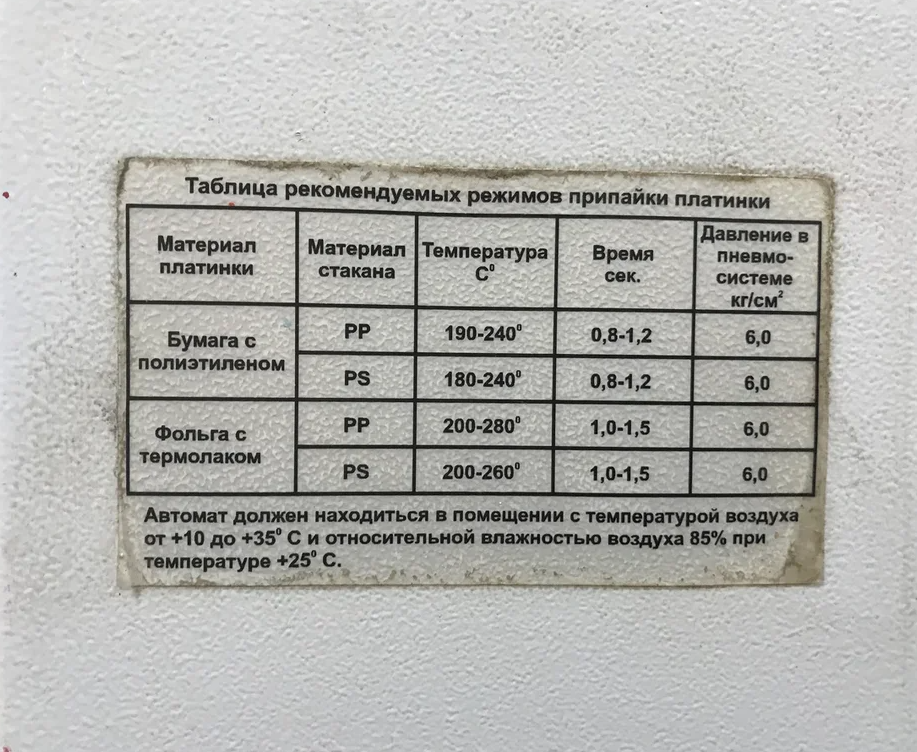 Таблица рекомендуемых режимов припайки платинки
Материал платинки | Материал стакана | Температура С⁰ | Время сек. | Давление в пневмо-системе кг/см²
Бумага с полиэтиленом | PP | 190-240⁰ | 0,8-1,2 | 6,0
PS | 180-240⁰ | 0,8-1,2 | 6,0
Фольга с термолаком | PP | 200-280⁰ | 1,0-1,5 | 6,0
PS | 200-260⁰ | 1,0-1,5 | 6,0
Автомат должен находиться в помещении с температурой воздуха
от +10 до +35⁰ С и относительной влажностью воздуха 85% при
температуре +25⁰ С.